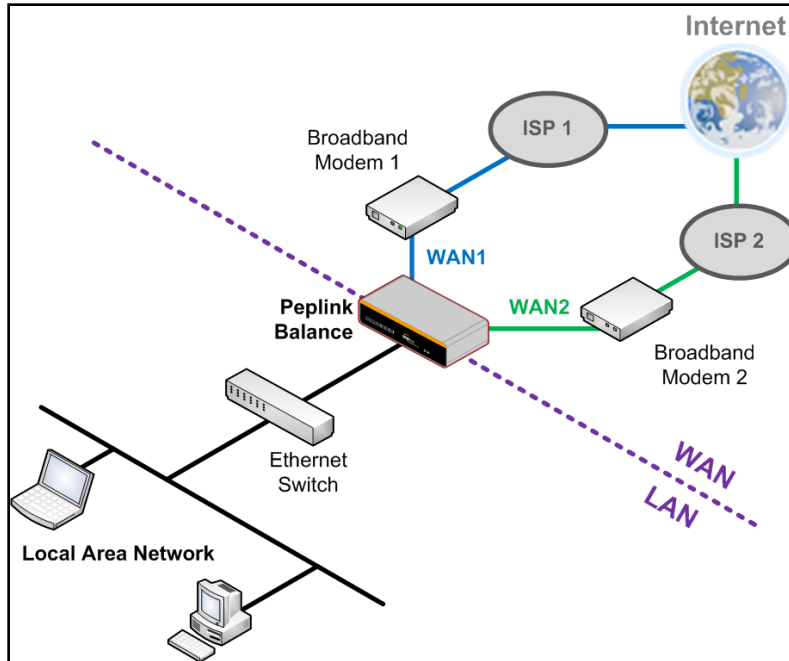 Internet
ISP 1
Broadband
Modem 1
ISP 2
WAN1
Peplink
Balance
WAN2
Broadband
Modem 2
Ethernet
Switch
WAN
LAN
Local Area Network